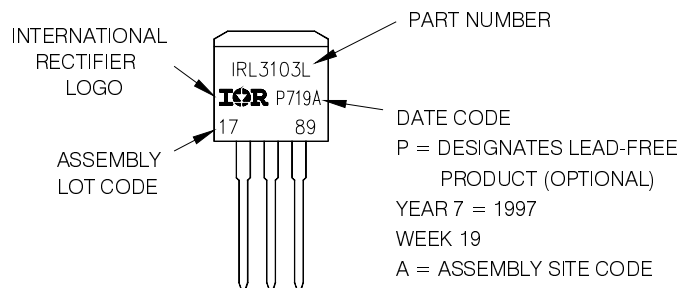 INTERNATIONAL
RECTIFIER
LOGO
ASSEMBLY
LOT CODE
IRL3103L
IOR P719A
17 89
PART NUMBER
DATE CODE
P = DESIGNATES LEAD-FREE
PRODUCT (OPTIONAL)
YEAR 7 = 1997
WEEK 19
A = ASSEMBLY SITE CODE